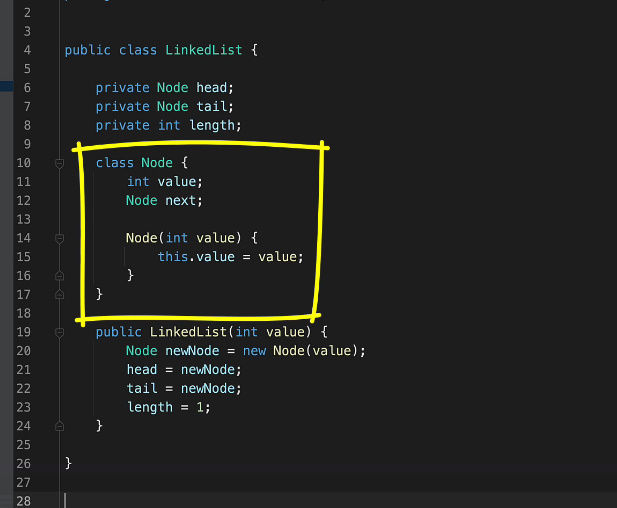 2
3
4 public class LinkedList {
5
6 private Node head;
7 private Node tail;
8 private int length;
9
10 class Node {
11 int value;
12 Node next;
13
14 Node(int value) {
15 this.value = value;
16 }
17 }
18
19 public LinkedList(int value) {
20 Node newNode = new Node(value);
21 head = newNode;
22 tail = newNode;
23 length = 1;
24 }
25
26 }
27
28